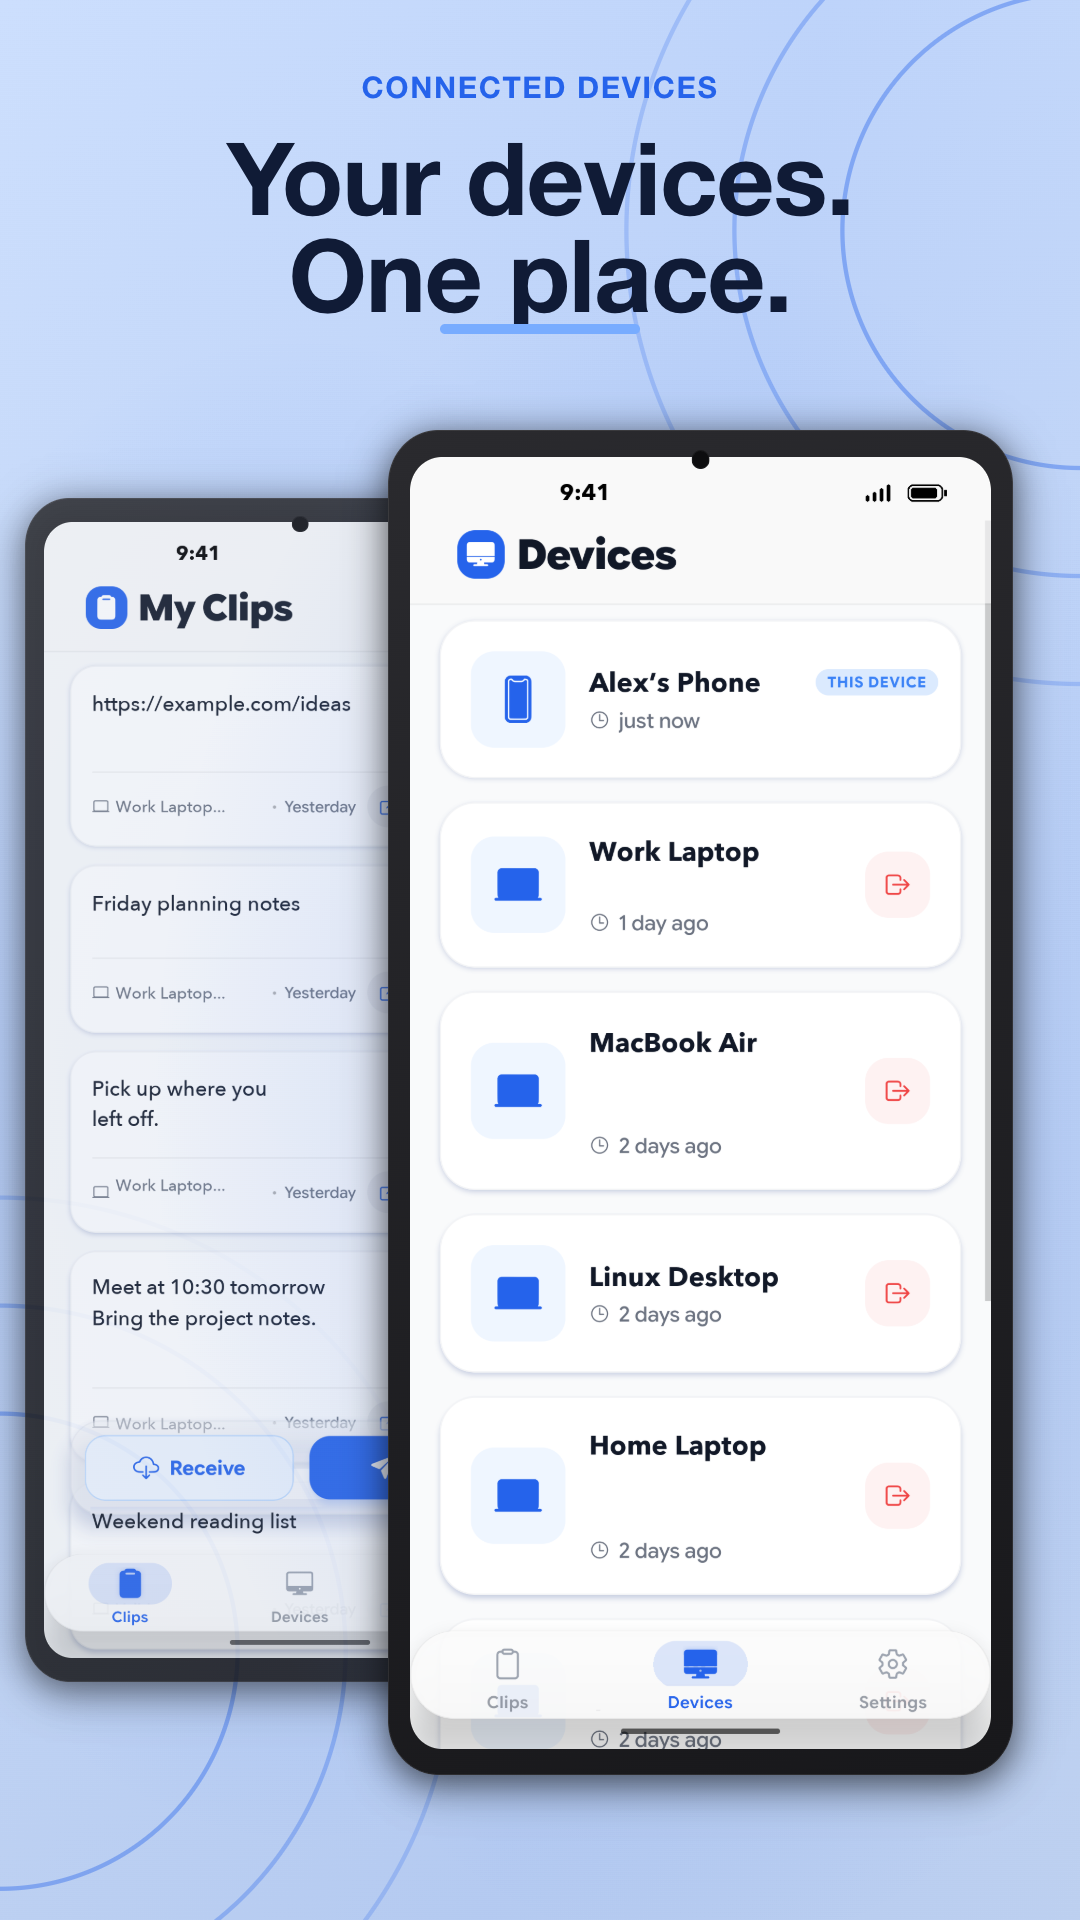 CONNECTED DEVICES
Your devices.
One place.
9:41
My Clips
https://example.com/ideas
Work Laptop...
• Yesterday
Friday planning notes
Work Laptop...
• Yesterday
Pick up where you
left off.
Work Laptop...
• Yesterday
Meet at 10:30 tomorrow
Bring the project notes.
Work Laptop...
• Yesterday
Receive
Weekend reading list
Yesterday
Clips
Devices
9:41
Devices
Alex’s Phone
THIS DEVICE
just now
Work Laptop
1 day ago
MacBook Air
2 days ago
Linux Desktop
2 days ago
Home Laptop
2 days ago
Clips
Devices
Settings
2 days ago